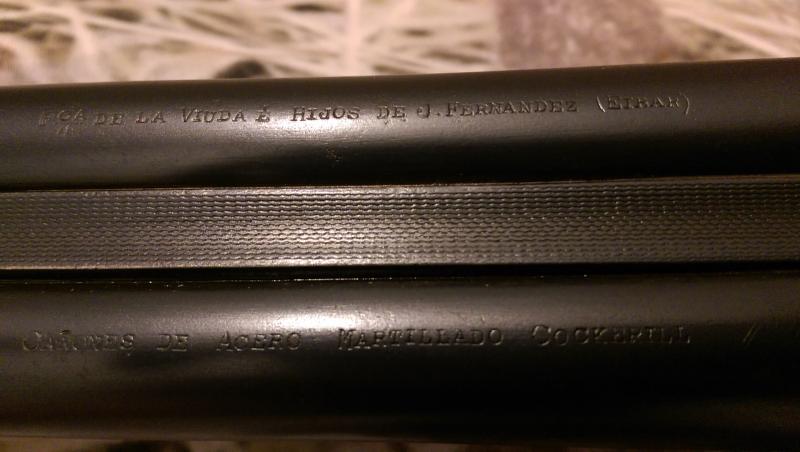 FCA DE LA VIUDA É HIJOS DE J. FERNANDEZ (EIBAR)
CAÑONES DE ACERO MARTILLADO COCKERILL